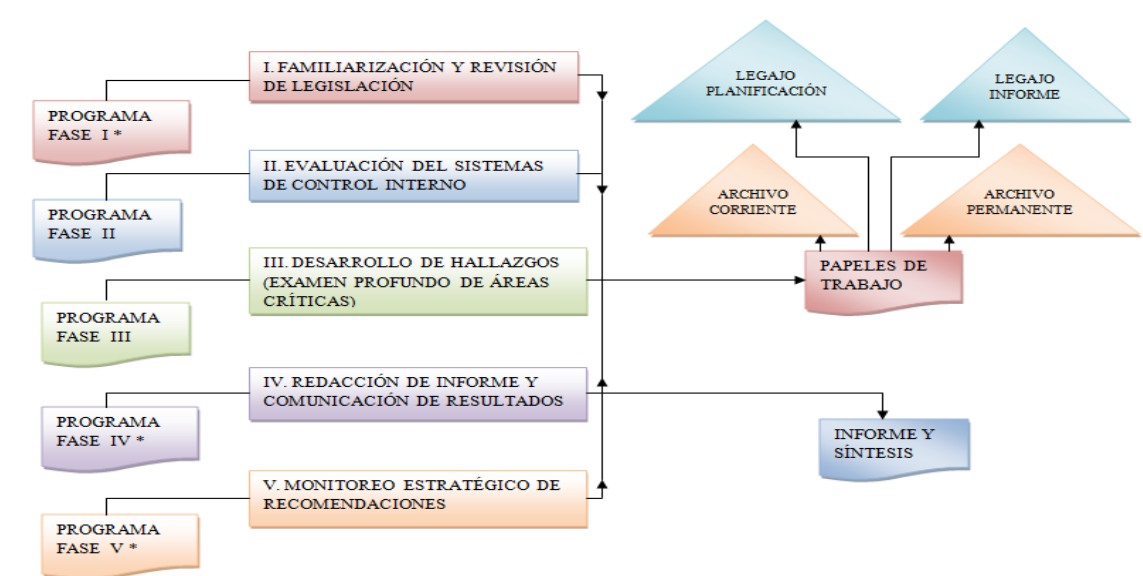 I. FAMILIARIZACIÓN Y REVISIÓN
DE LEGISLACIÓN
PROGRAMA
FASE I *
II. EVALUACIÓN DEL SISTEMAS
DE CONTROL INTERNO
PROGRAMA
FASE II
III. DESARROLLO DE HALLAZGOS
(EXAMEN PROFUNDO DE ÁREAS
CRÍTICAS)
PROGRAMA
FASE III
IV. REDACCIÓN DE INFORME Y
COMUNICACIÓN DE RESULTADOS
PROGRAMA
FASE IV *
V. MONITOREO ESTRATÉGICO DE
RECOMENDACIONES
PROGRAMA
FASE V *
LEGAJO
PLANIFICACIÓN
LEGAJO
INFORME
ARCHIVO
CORRIENTE
ARCHIVO
PERMANENTE
PAPELES DE
TRABAJO
INFORME Y
SÍNTESIS